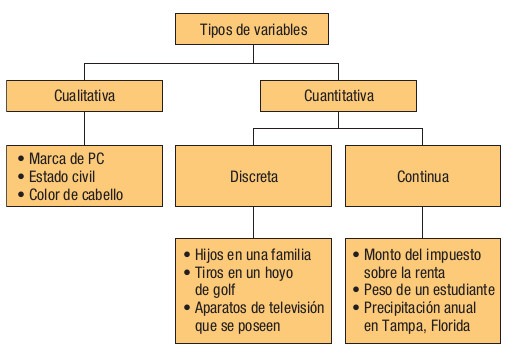 Tipos de variables
Cualitativa
Cuantitativa
• Marca de PC
• Estado civil
• Color de cabello
Discreta
Continua
• Hijos en una familia
• Tiros en un hoyo
de golf
• Aparatos de televisión
que se poseen
• Monto del impuesto
sobre la renta
• Peso de un estudiante
• Precipitación anual
en Tampa, Florida